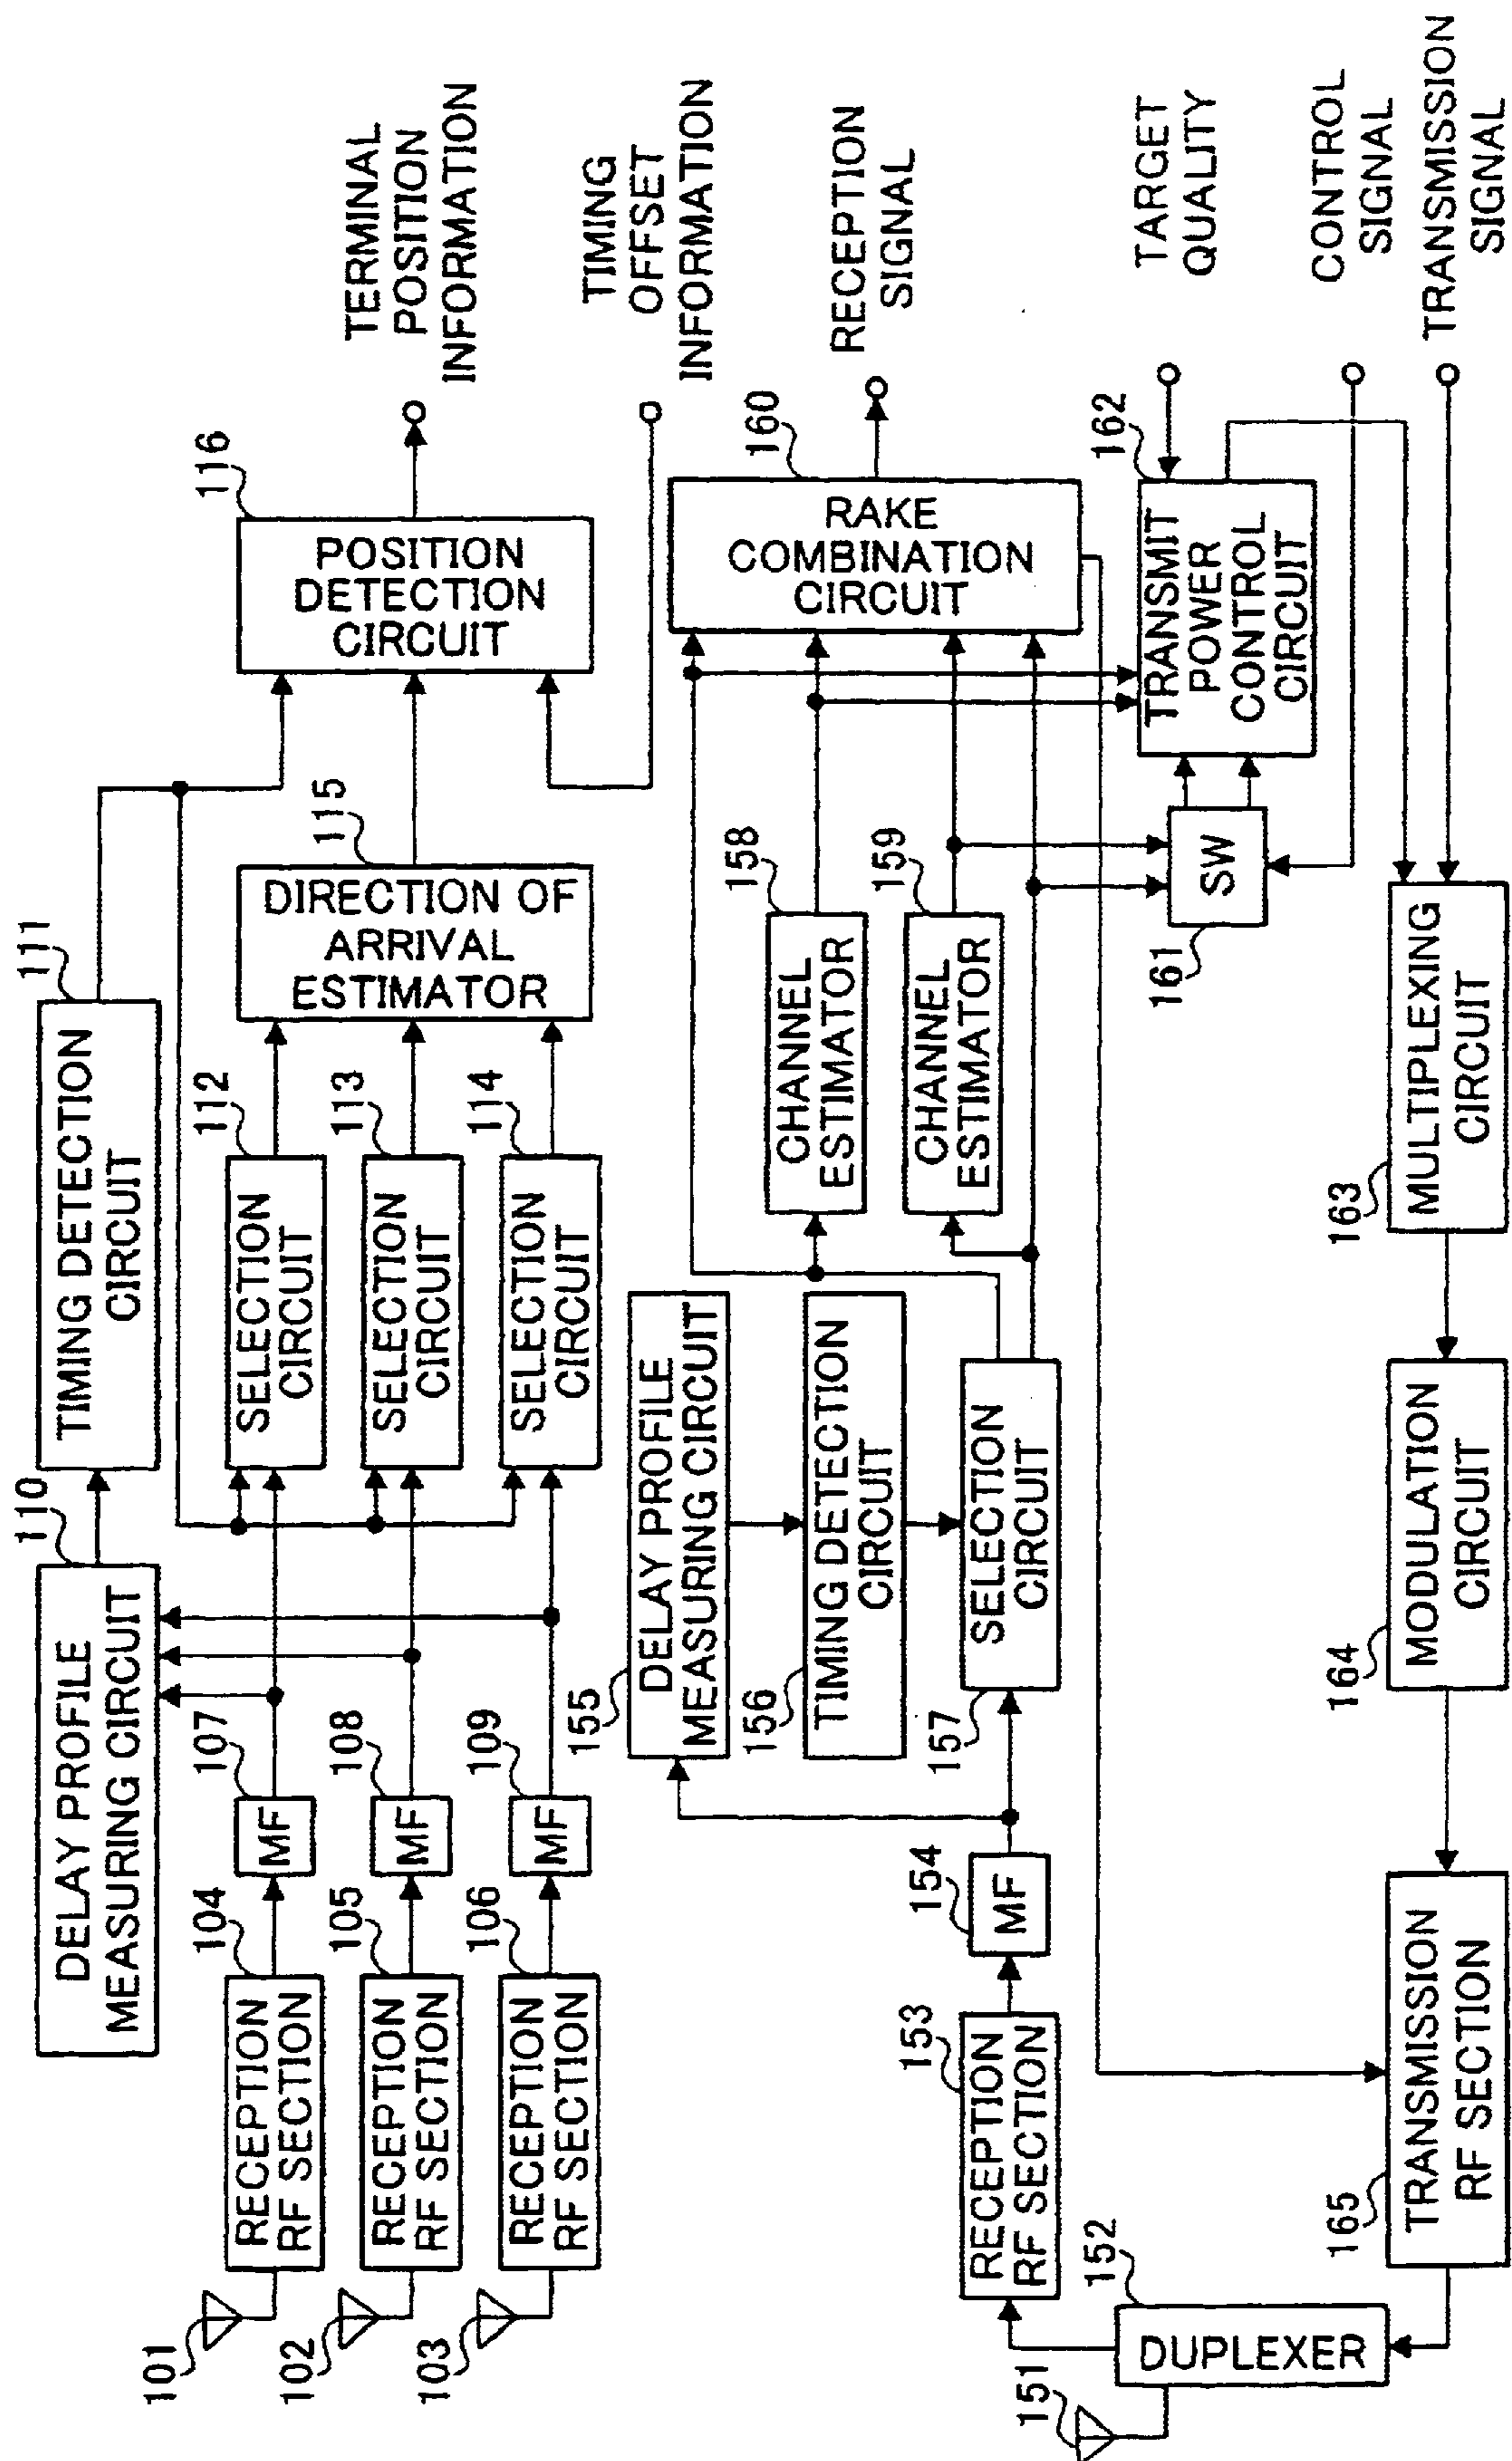 110
DELAY PROFILE
MEASURING CIRCUIT
111
TIMING DETECTION
CIRCUIT
101
104
RECEPTION
RF SECTION
107
MF
112
SELECTION
CIRCUIT
102
105
RECEPTION
RF SECTION
108
MF
113
SELECTION
CIRCUIT
103
106
RECEPTION
RF SECTION
109
MF
114
SELECTION
CIRCUIT
115
DIRECTION OF
ARRIVAL
ESTIMATOR
116
POSITION
DETECTION
CIRCUIT
TERMINAL
POSITION
INFORMATION
TIMING
OFFSET
INFORMATION
151
152
DUPLEXER
153
RECEPTION
RF SECTION
154
MF
155
DELAY PROFILE
MEASURING CIRCUIT
156
TIMING DETECTION
CIRCUIT
157
SELECTION
CIRCUIT
158
CHANNEL
ESTIMATOR
159
CHANNEL
ESTIMATOR
160
RAKE
COMBINATION
CIRCUIT
RECEPTION
SIGNAL
161
SW
162
TRANSMIT
POWER
CONTROL
CIRCUIT
TARGET
QUALITY
CONTROL
SIGNAL
TRANSMISSION
SIGNAL
163
MULTIPLEXING
CIRCUIT
164
MODULATION
CIRCUIT
165
TRANSMISSION
RF SECTION